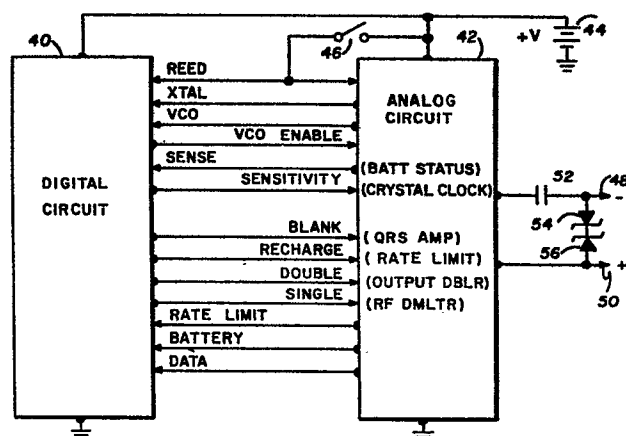 40
46
42
+V
44
REED
XTAL
VCO
VCO ENABLE
SENSE
SENSITIVITY
BLANK
RECHARGE
DOUBLE
SINGLE
RATE LIMIT
BATTERY
DATA
DIGITAL
CIRCUIT
ANALOG
CIRCUIT
(BATT STATUS)
(CRYSTAL CLOCK)
(QRS AMP)
(RATE LIMIT)
(OUTPUT DBLR)
(RF DMLTR)
52
48
-
54
56
+
50